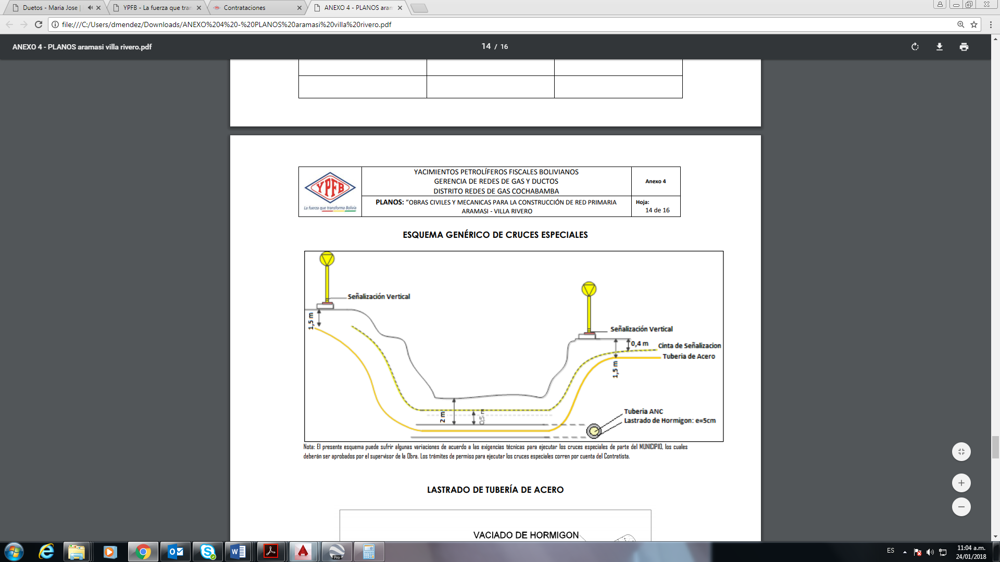 Duetos - Maria Jose |
YPFB - La fuerza que tran
Contrataciones
ANEXO 4 - PLANOS aram
file:///C:/Users/dmendez/Downloads/ANEXO%204%20-%20PLANOS%20aramasi%20villa%20rivero.pdf
ANEXO 4 - PLANOS aramasi villa rivero.pdf
14 / 16
YPFB
La fuerza que transforma Bolivia
YACIMIENTOS PETROLÍFEROS FISCALES BOLIVIANOS
GERENCIA DE REDES DE GAS Y DUCTOS
DISTRITO REDES DE GAS COCHABAMBA
Anexo 4
PLANOS: "OBRAS CIVILES Y MECANICAS PARA LA CONSTRUCCIÓN DE RED PRIMARIA
ARAMASI - VILLA RIVERO
Hoja:
14 de 16
ESQUEMA GENÉRICO DE CRUCES ESPECIALES
Señalización Vertical
1,5 m
Señalización Vertical
0,4 m
Cinta de Señalizacion
Tuberia de Acero
1,5 m
2 m
0,5 m
Tuberia ANC
Lastrado de Hormigon: e=5cm
Nota: El presente esquema puede sufrir algunas variaciones de acuerdo a las exigencias técnicas para ejecutar los cruces especiales de parte del MUNICIPIO, los cuales
deberán ser aprobados por el supervisor de la Obra. Los trámites de permiso para ejecutar los cruces especiales corren por cuenta del Contratista.
LASTRADO DE TUBERÍA DE ACERO
VACIADO DE HORMIGON
Pro
ES
11:04 a.m.
24/01/2018